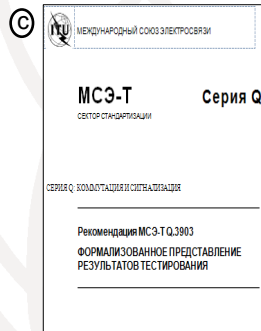 ©
ITU
МЕЖДУНАРОДНЫЙ СОЮЗ ЭЛЕКТРОСВЯЗИ
МСЭ-Т Серия Q
СЕКТОР СТАНДАРТИЗАЦИИ
СЕРИЯ Q: КОММУТАЦИЯ И СИГНАЛИЗАЦИЯ
Рекомендация МСЭ-Т Q.3903
ФОРМАЛИЗОВАННОЕ ПРЕДСТАВЛЕНИЕ
РЕЗУЛЬТАТОВ ТЕСТИРОВАНИЯ